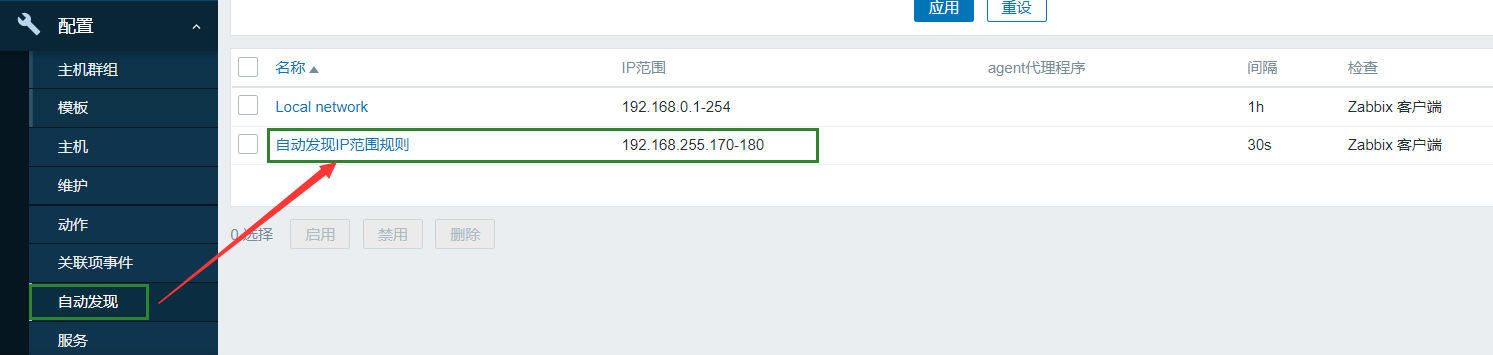 配置
主机群组
模板
主机
维护
动作
关联项事件
自动发现
服务
应用 重设
名称 IP范围 agent代理程序 间隔 检查
Local network 192.168.0.1-254 1h Zabbix 客户端
自动发现IP范围规则 192.168.255.170-180 30s Zabbix 客户端
0 选择 启用 禁用 删除